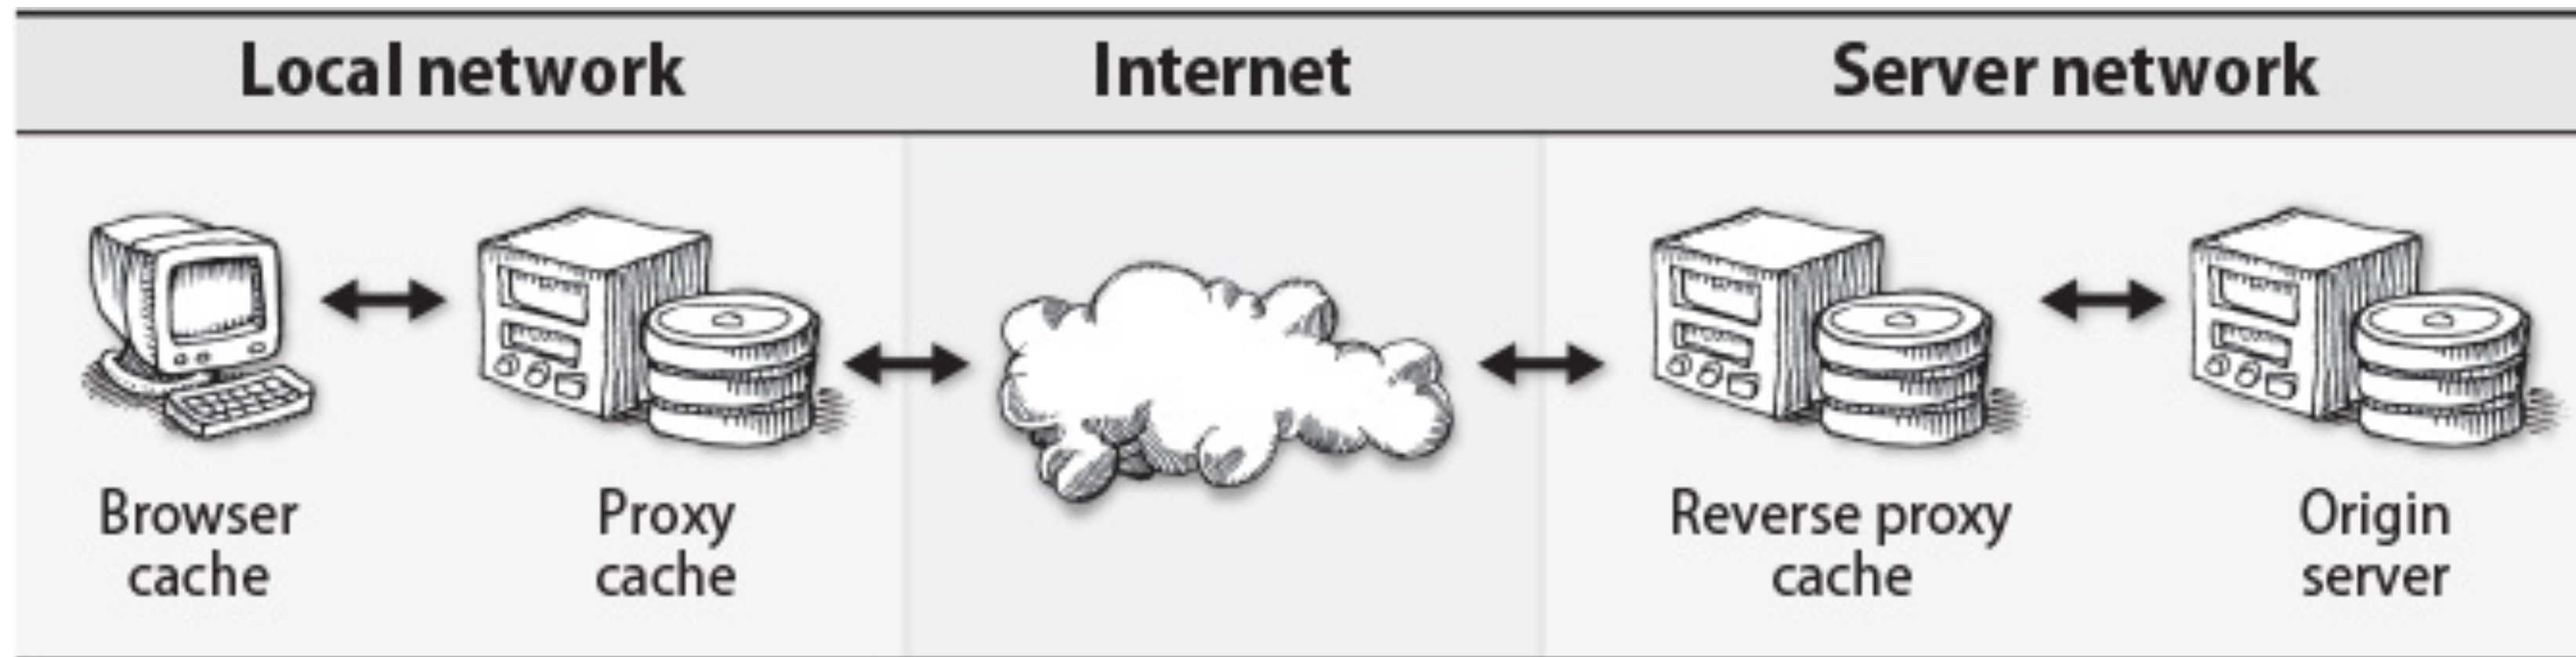 Local network
Internet
Server network
Browser
cache
Proxy
cache
Reverse proxy
cache
Origin
server